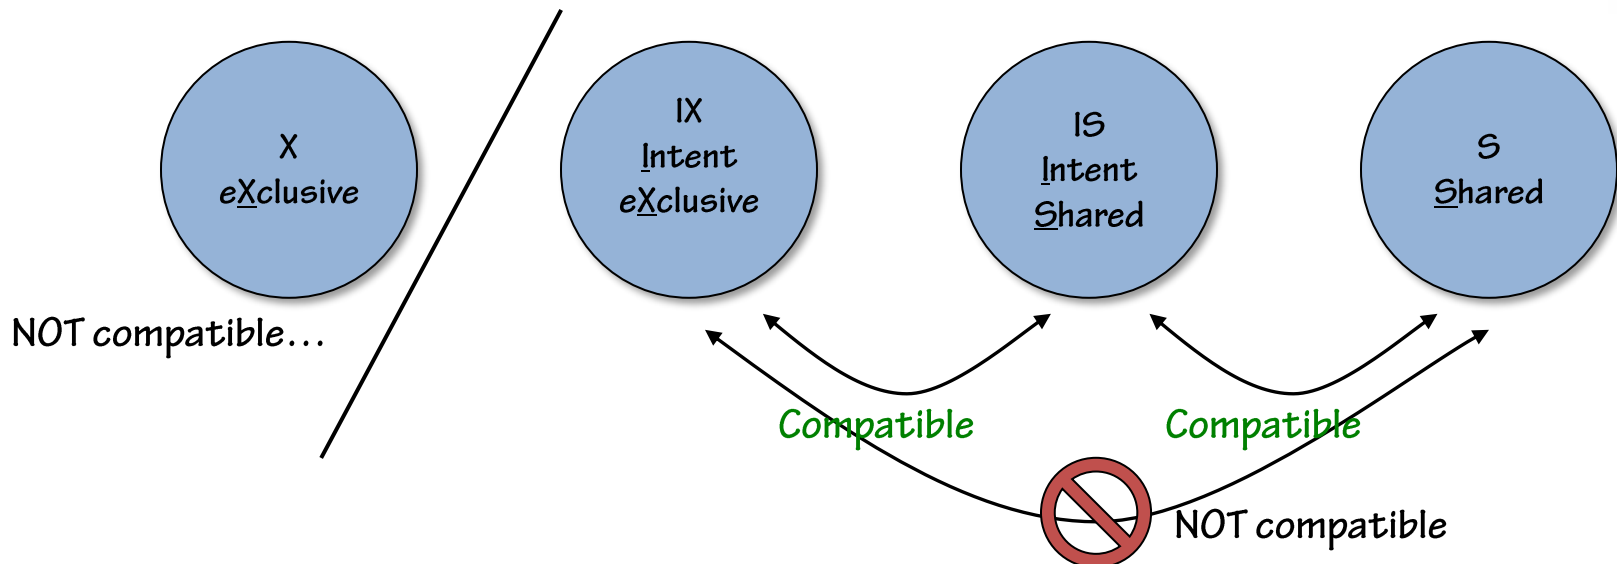 X
eXclusive
IX
Intent
eXclusive
IS
Intent
Shared
S
Shared
NOT compatible...
Compatible
Compatible
NOT compatible